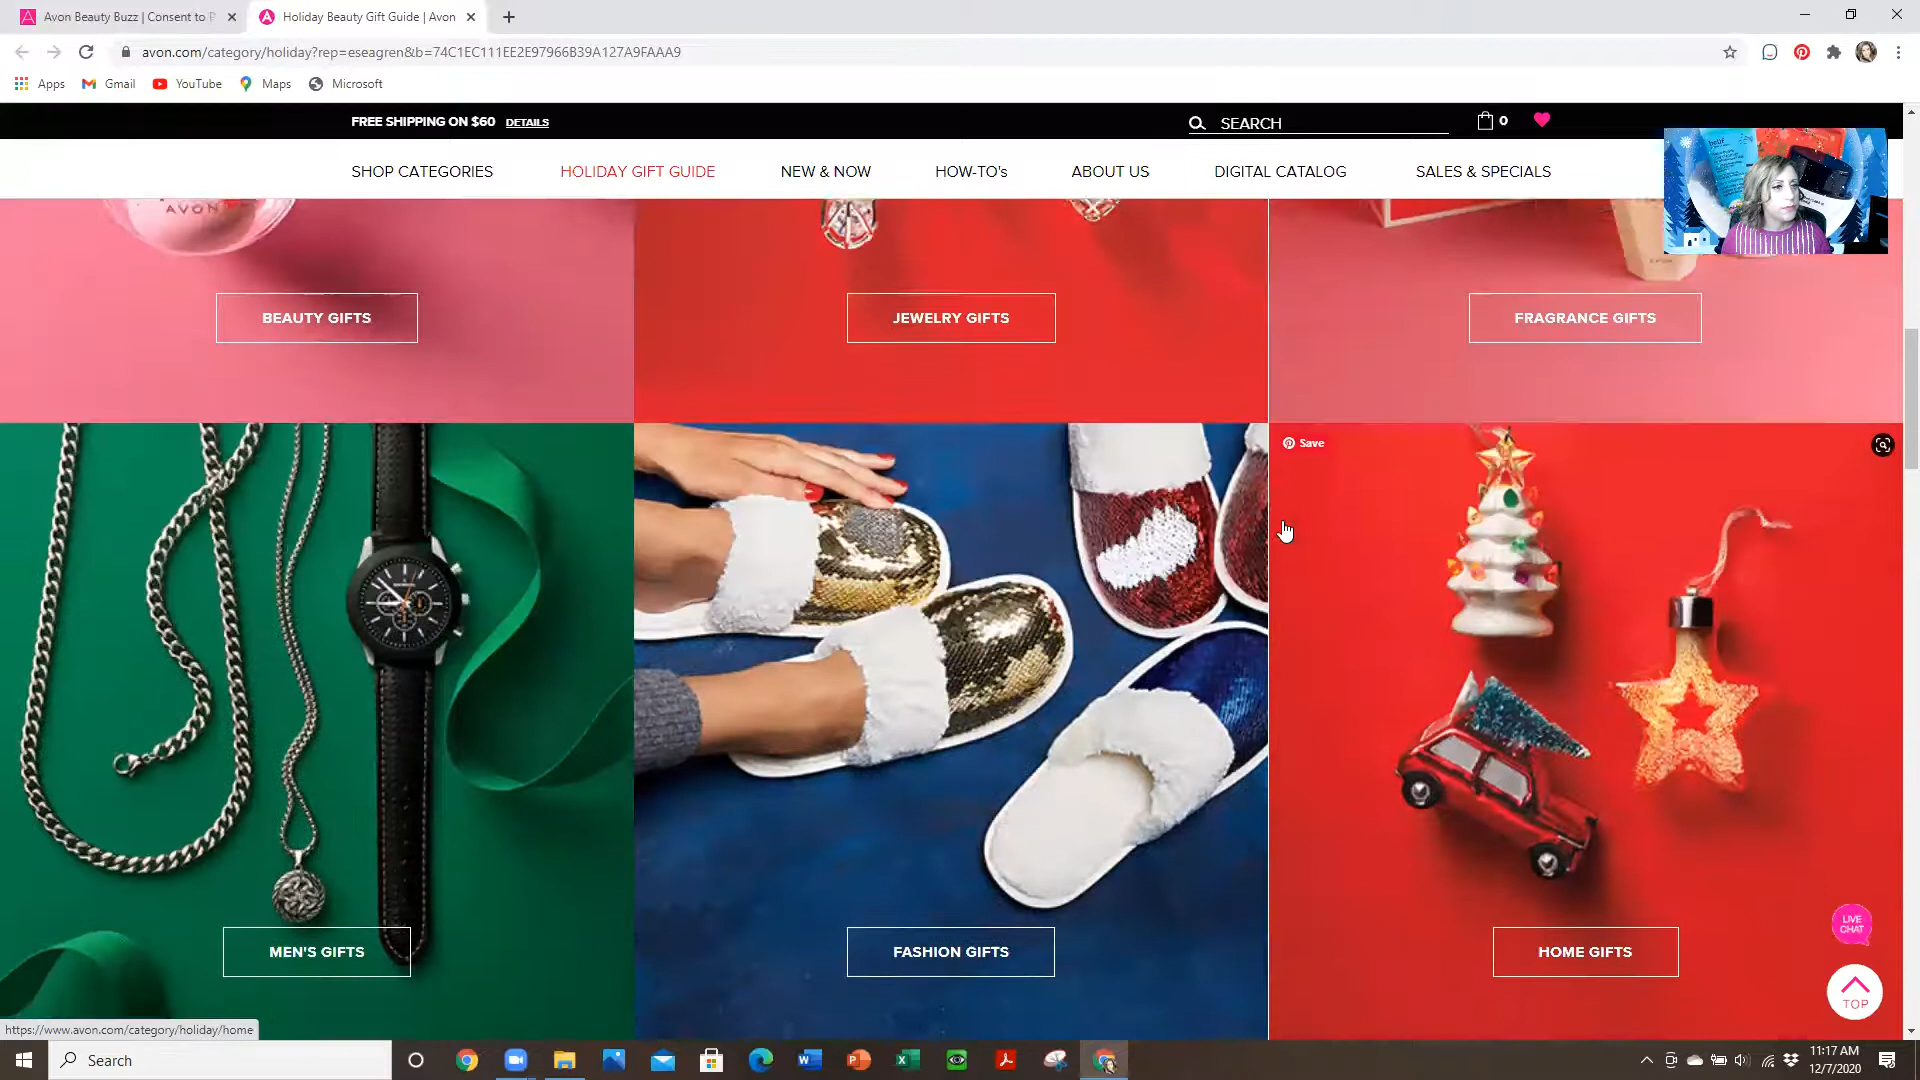 Avon Beauty Buzz | Consent to P
Holiday Beauty Gift Guide | Avon
avon.com/category/holiday?rep=eseagren&b=74C1EC111EE2E97966B39A127A9FAAA9
Apps Gmail YouTube Maps Microsoft
FREE SHIPPING ON $60 DETAILS SEARCH 0
SHOP CATEGORIES HOLIDAY GIFT GUIDE NEW & NOW HOW-TO's ABOUT US DIGITAL CATALOG SALES & SPECIALS
AVON
BEAUTY GIFTS JEWELRY GIFTS FRAGRANCE GIFTS
Save
LIVE CHAT
MEN'S GIFTS FASHION GIFTS HOME GIFTS
TOP
https://www.avon.com/category/holiday/home
Search
11:17 AM
12/7/2020